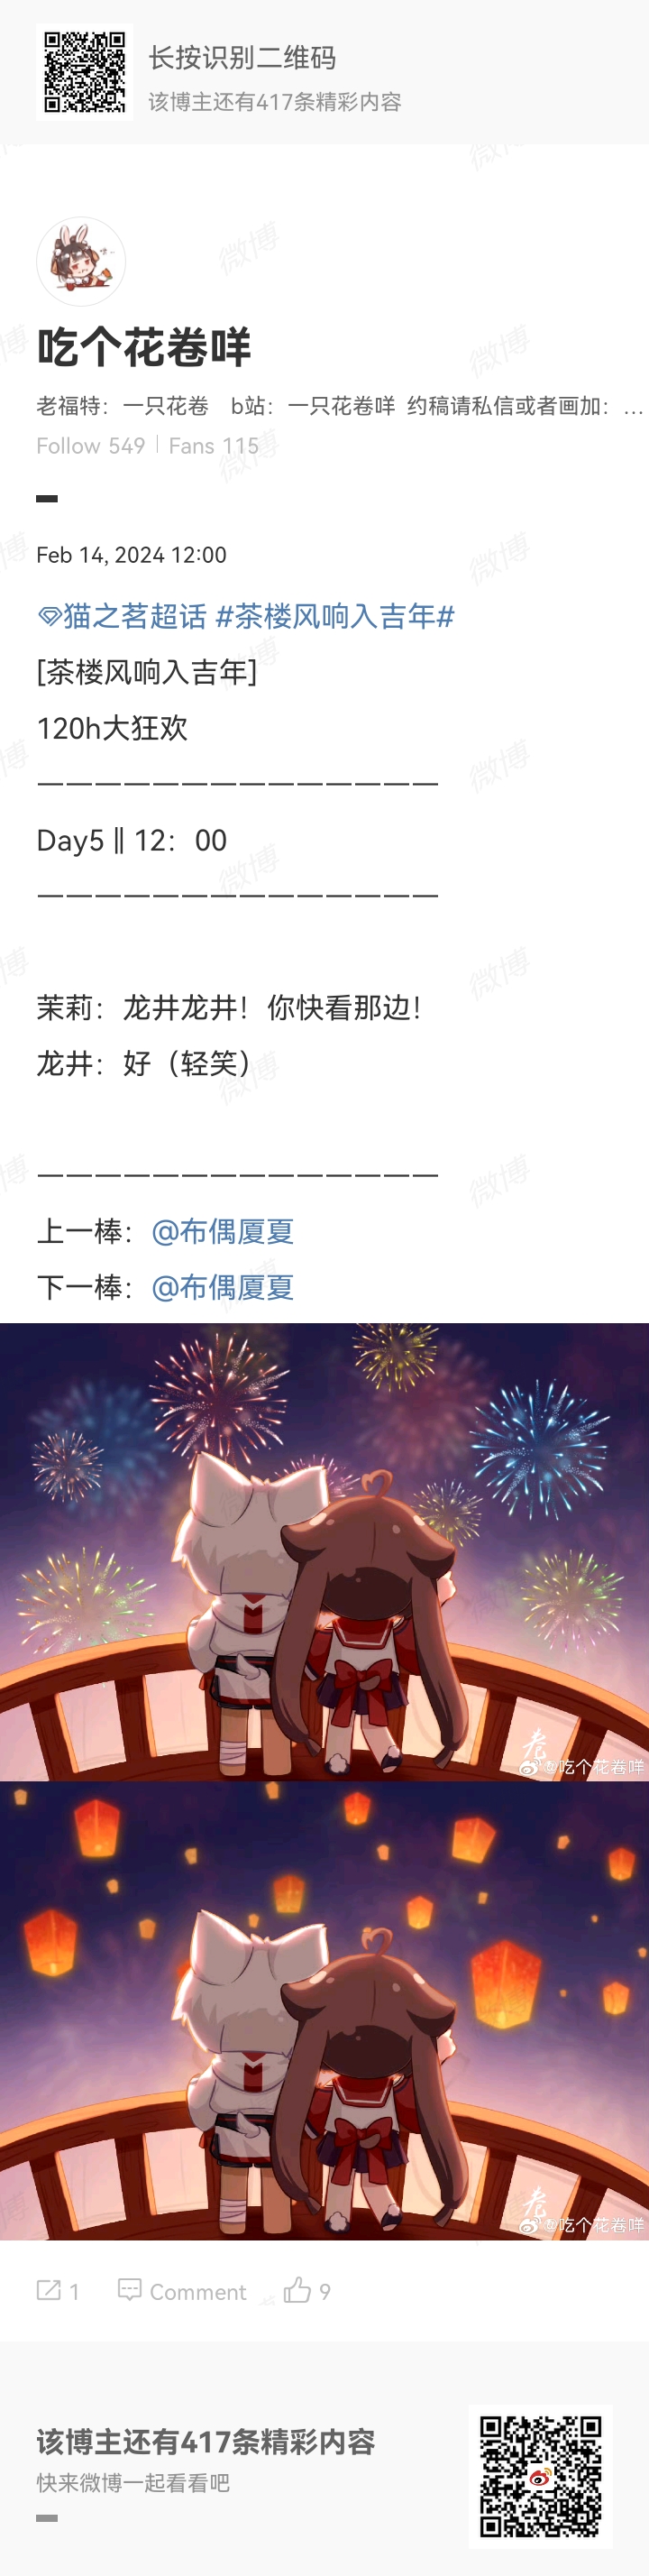 长按识别二维码
该博主还有417条精彩内容
吃个花卷咩
老福特：一只花卷 b站：一只花卷咩 约稿请私信或者画加：…
Follow 549 | Fans 115
Feb 14, 2024 12:00
猫之茗超话 #茶楼风响入吉年#
[茶楼风响入吉年]
120h大狂欢
——————————————
Day5 || 12：00
——————————————
茉莉：龙井龙井！你快看那边！
龙井：好（轻笑）
——————————————
上一棒：@布偶厦夏
下一棒：@布偶厦夏
卷
@吃个花卷咩
卷
@吃个花卷咩
1 Comment 9
该博主还有417条精彩内容
快来微博一起看看吧
微博